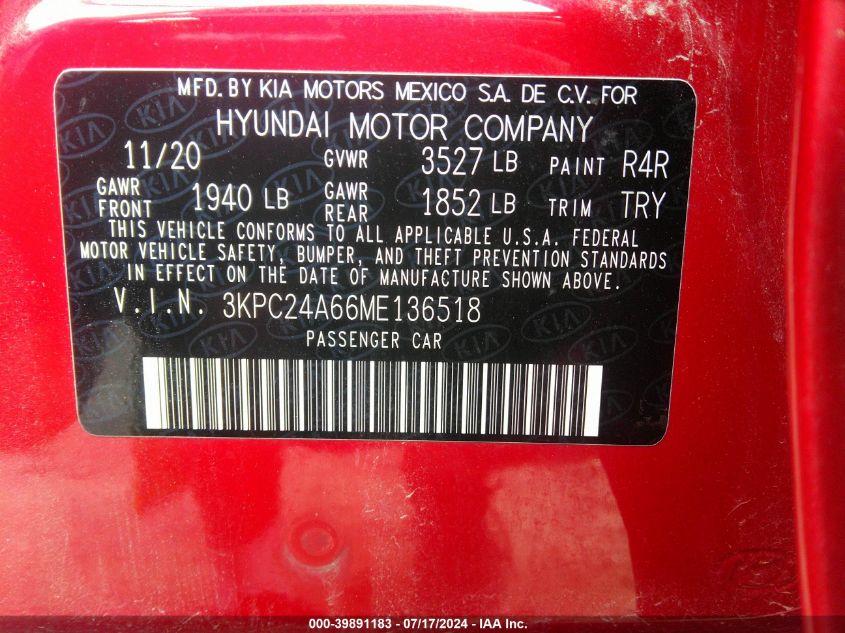 MFD. BY KIA MOTORS MEXICO S.A. DE C.V. FOR
HYUNDAI MOTOR COMPANY
11/20 GVWR 3527 LB PAINT R4R
GAWR FRONT 1940 LB GAWR REAR 1852 LB TRIM TRY
THIS VEHICLE CONFORMS TO ALL APPLICABLE U.S.A. FEDERAL
MOTOR VEHICLE SAFETY, BUMPER, AND THEFT PREVENTION STANDARDS
IN EFFECT ON THE DATE OF MANUFACTURE SHOWN ABOVE.
V.I.N. 3KPC24A66ME136518
PASSENGER CAR
000-39891183 - 07/17/2024 - IAA Inc.